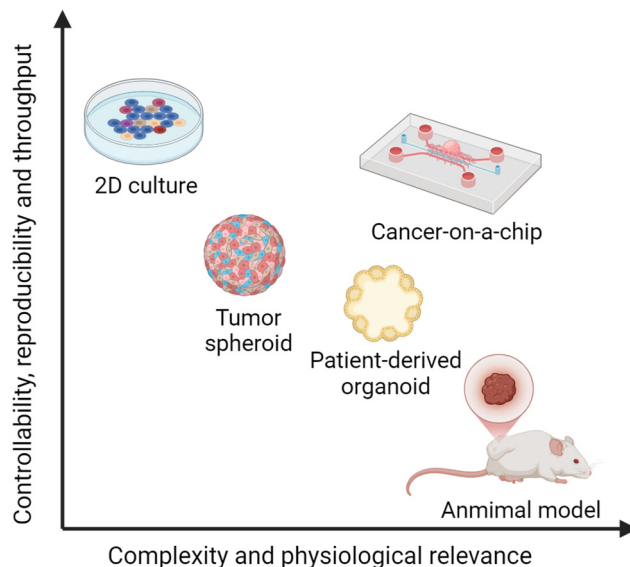 Controllability, reproducibility and throughput
2D culture
Cancer-on-a-chip
Tumor
spheroid
Patient-derived
organoid
Anmimal model
Complexity and physiological relevance